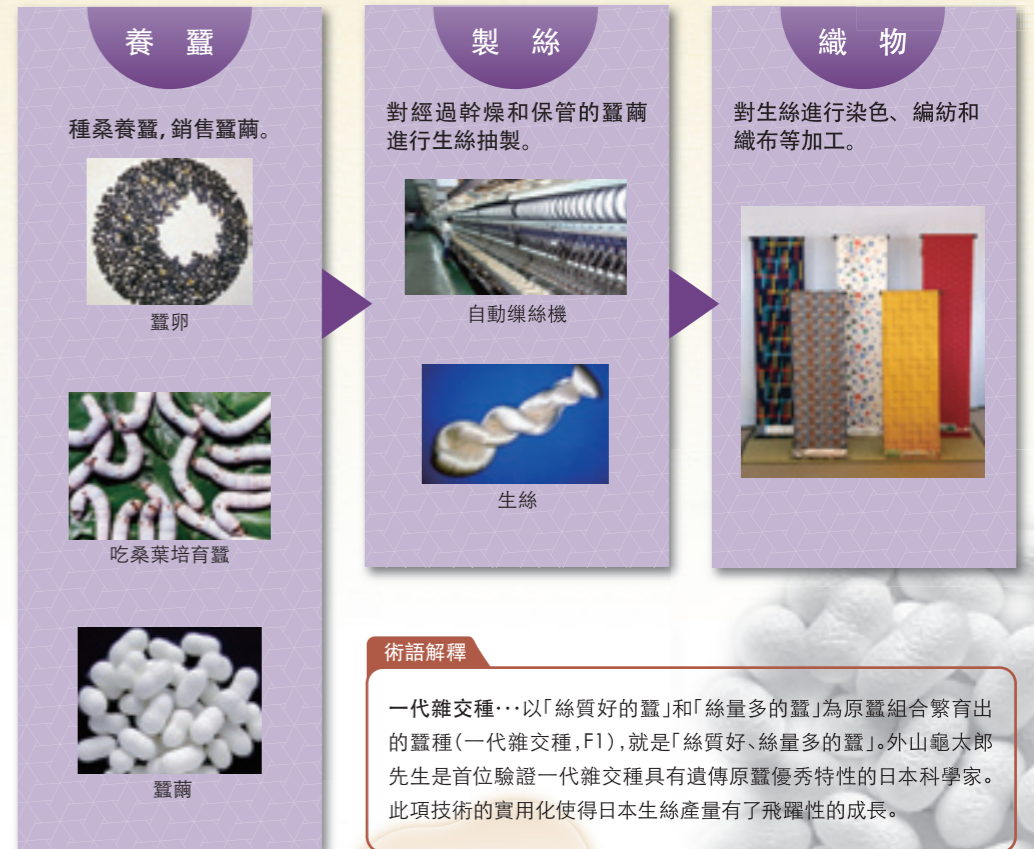 養 蠶
種桑養蠶,銷售蠶繭。
蠶卵
吃桑葉培育蠶
蠶繭
製 絲
對經過幹燥和保管的蠶繭
進行生絲抽製。
自動缫絲機
生絲
織 物
對生絲進行染色、編紡和
織布等加工。
術語解釋
一代雜交種･･･以「絲質好的蠶」和「絲量多的蠶」為原蠶組合繁育出
的蠶種(一代雜交種,F1),就是「絲質好、絲量多的蠶」。外山龜太郎
先生是首位驗證一代雜交種具有遺傳原蠶優秀特性的日本科學家。
此項技術的實用化使得日本生絲產量有了飛躍性的成長。